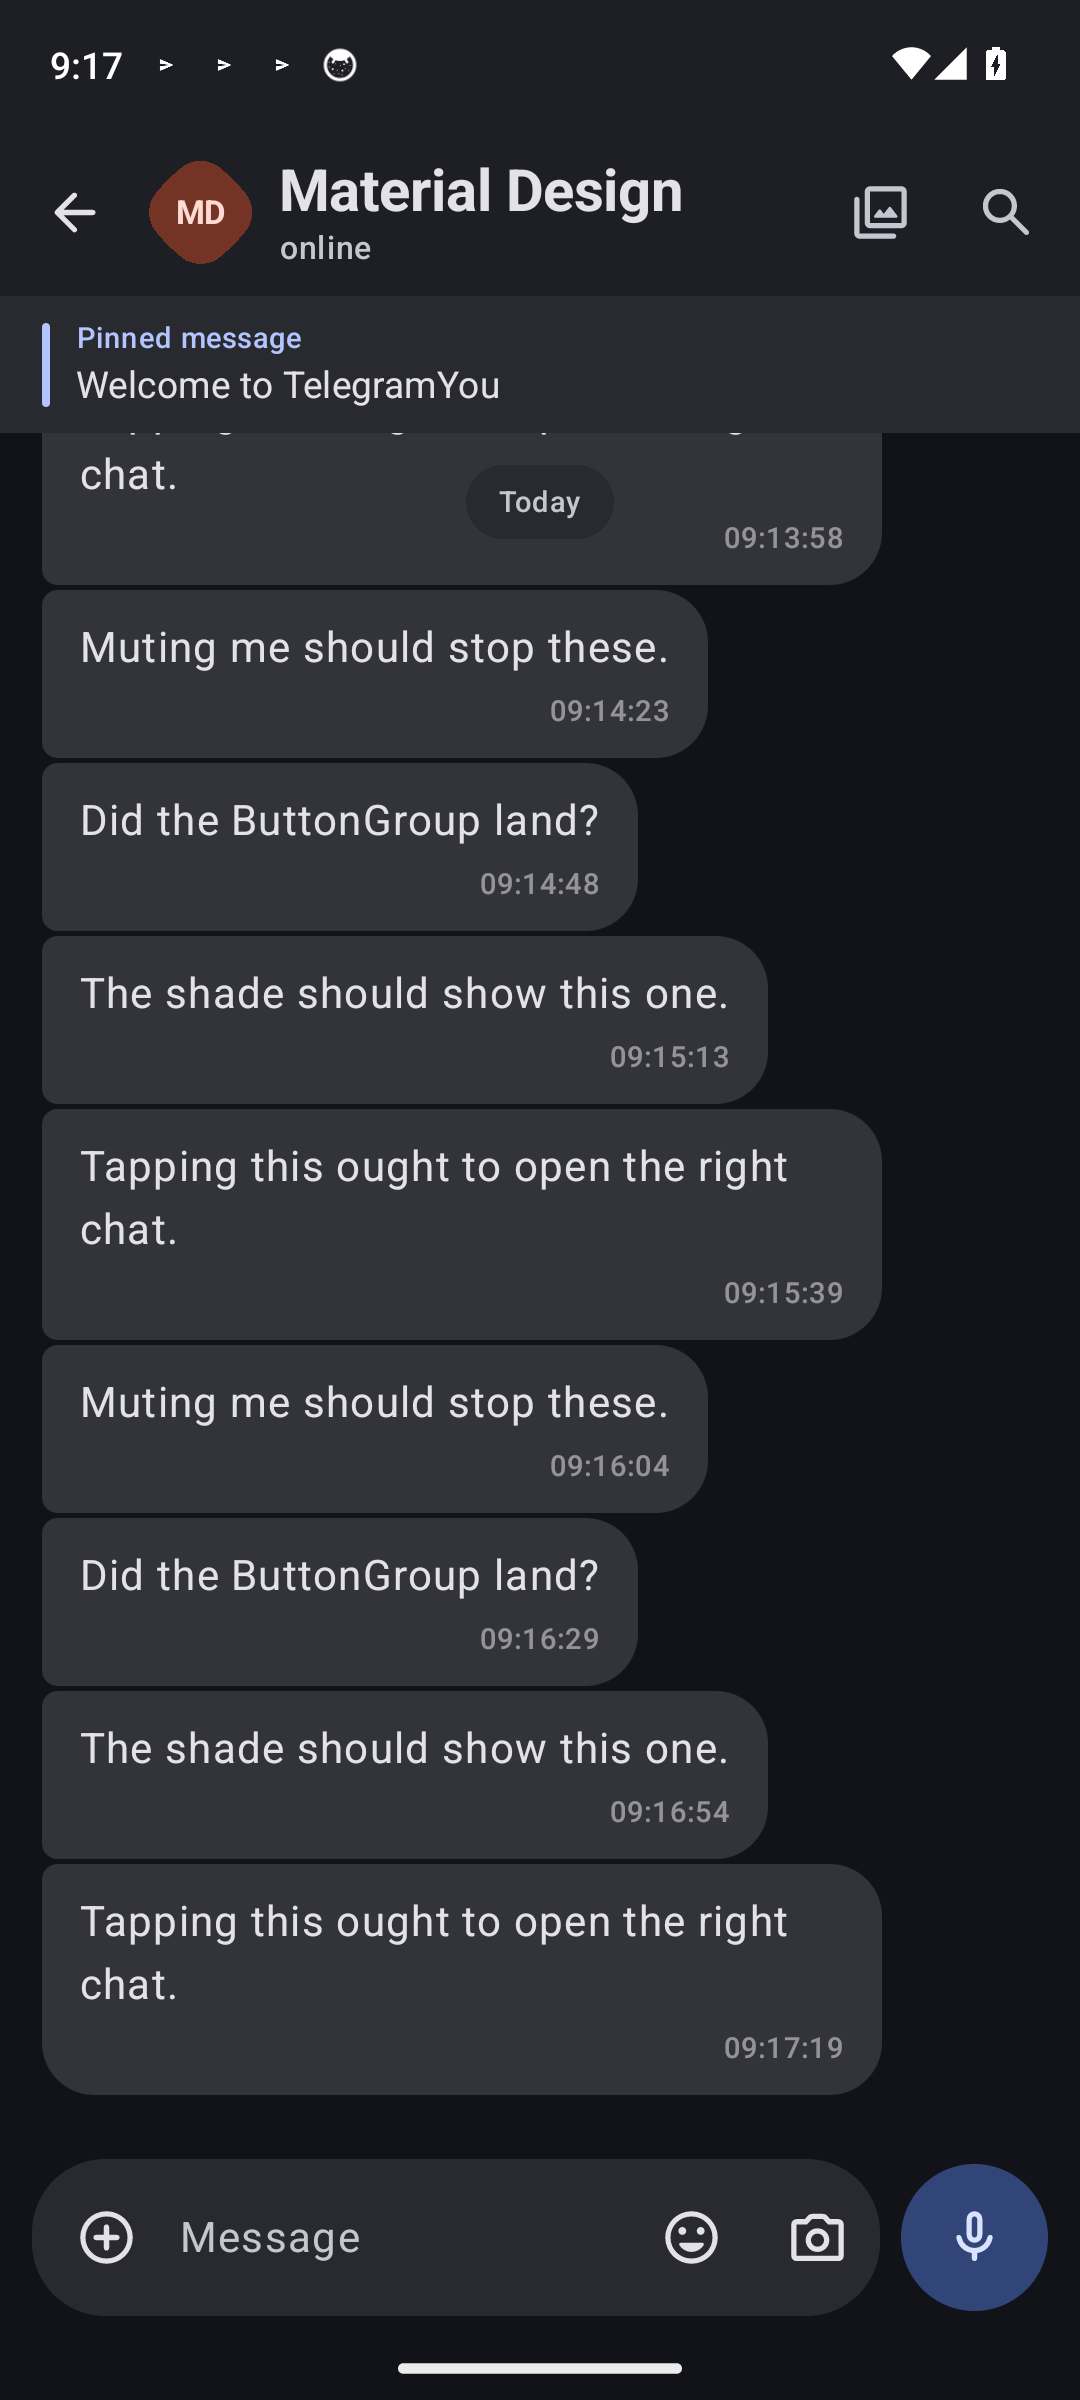 9:17
MD
Material Design
online
Pinned message
Welcome to TelegramYou
chat.
Today
09:13:58
Muting me should stop these.
09:14:23
Did the ButtonGroup land?
09:14:48
The shade should show this one.
09:15:13
Tapping this ought to open the right
chat.
09:15:39
Muting me should stop these.
09:16:04
Did the ButtonGroup land?
09:16:29
The shade should show this one.
09:16:54
Tapping this ought to open the right
chat.
09:17:19
Message